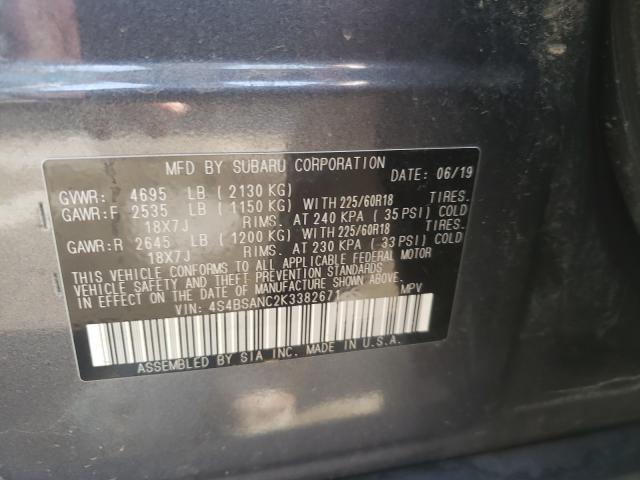 MFD BY SUBARU CORPORATION DATE: 06/19
GVWR: 4695 LB ( 2130 KG)
GAWR:F 2535 LB ( 1150 KG) WITH 225/60R18 TIRES.
18X7J RIMS. AT 240 KPA ( 35 PSI) COLD
GAWR:R 2645 LB ( 1200 KG) WITH 225/60R18 TIRES.
18X7J RIMS. AT 230 KPA ( 33 PSI) COLD
THIS VEHICLE CONFORMS TO ALL APPLICABLE FEDERAL MOTOR
VEHICLE SAFETY AND THEFT PREVENTION STANDARDS
IN EFFECT ON THE DATE OF MANUFACTURE SHOWN ABOVE.
VIN: 4S4BSANC2K3382671 MPV
ASSEMBLED BY SIA INC. MADE IN U.S.A.